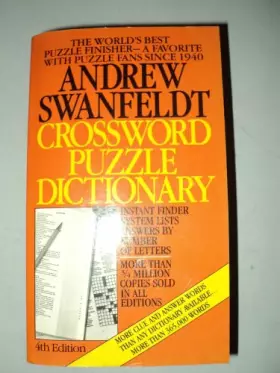 THE WORLD'S BEST
PUZZLE FINISHER—A FAVORITE
WITH PUZZLE FANS SINCE 1940
ANDREW
SWANFELDT
CROSSWORD
PUZZLE
DICTIONARY
INSTANT FINDER
SYSTEM LISTS
ANSWERS BY
NUMBER
OF LETTERS
MORE THAN
¾ MILLION
COPIES SOLD
IN ALL
EDITIONS
MORE CLUE AND ANSWER WORDS
THAN ANY DICTIONARY AVAILABLE—
MORE THAN 365,000 WORDS
4th Edition